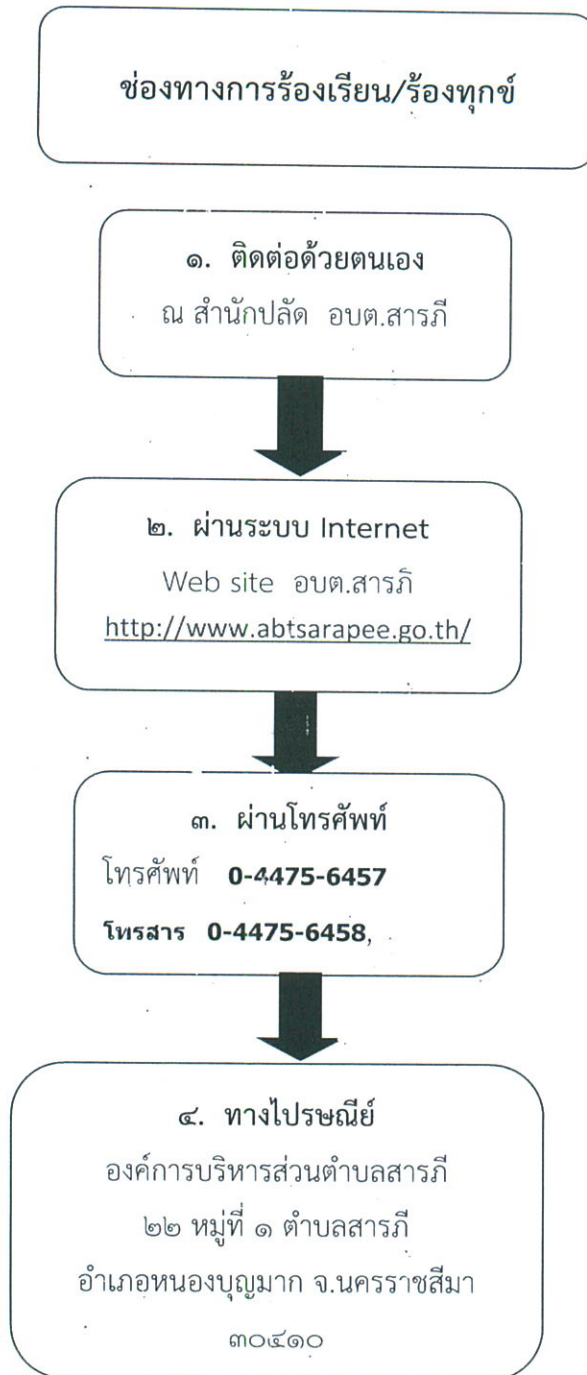 ช่องทางการร้องเรียน/ร้องทุกข์
๑. ติดต่อด้วยตนเอง
ณ สำนักปลัด อบต.สารภี
๒. ผ่านระบบ Internet
Web site อบต.สารภี
http://www.abtsarapee.go.th/
๓. ผ่านโทรศัพท์
โทรศัพท์ 0-4475-6457
โทรสาร 0-4475-6458,
๔. ทางไปรษณีย์
องค์การบริหารส่วนตำบลสารภี
๒๒ หมู่ที่ ๑ ตำบลสารภี
อำเภอหนองบุญมาก จ.นครราชสีมา
๓๐๔๑๐